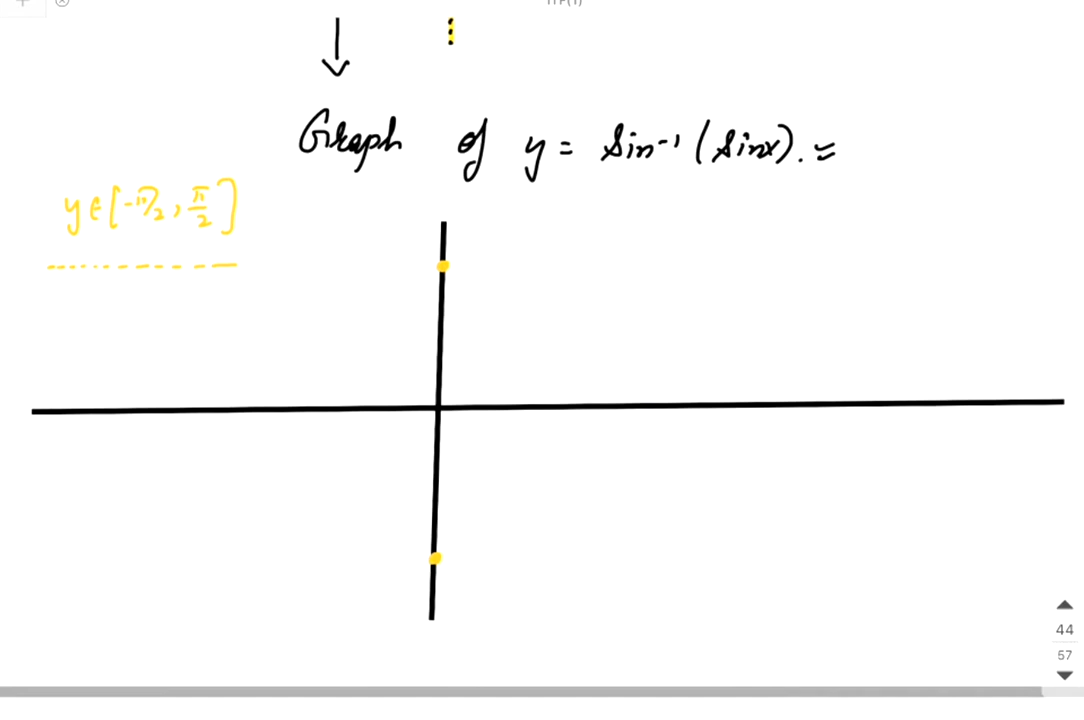 Graph of y = sin⁻¹(sinx). =
y ∈ [-π/2, π/2]
44
57